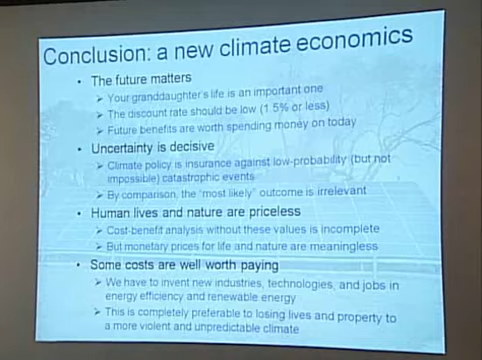 Conclusion: a new climate economics
• The future matters
➢ Your granddaughter's life is an important one
➢ The discount rate should be low (1.5% or less)
➢ Future benefits are worth spending money on today
• Uncertainty is decisive
➢ Climate policy is insurance against low-probability (but not
impossible) catastrophic events
➢ By comparison, the "most likely" outcome is irrelevant
• Human lives and nature are priceless
➢ Cost-benefit analysis without these values is incomplete
➢ But monetary prices for life and nature are meaningless
• Some costs are well worth paying
➢ We have to invent new industries, technologies, and jobs in
energy efficiency and renewable energy
➢ This is completely preferable to losing lives and property to
a more violent and unpredictable climate